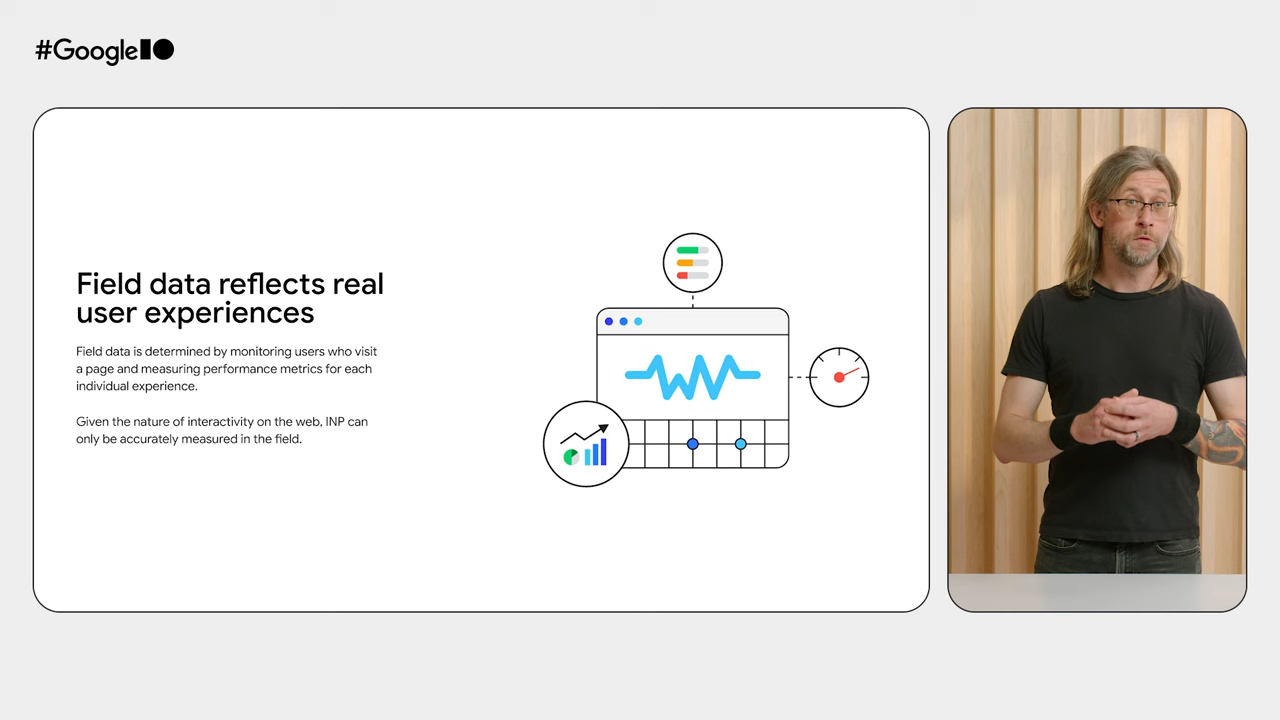 #GoogleIO
Field data reflects real
user experiences
Field data is determined by monitoring users who visit
a page and measuring performance metrics for each
individual experience.
Given the nature of interactivity on the web, INP can
only be accurately measured in the field.